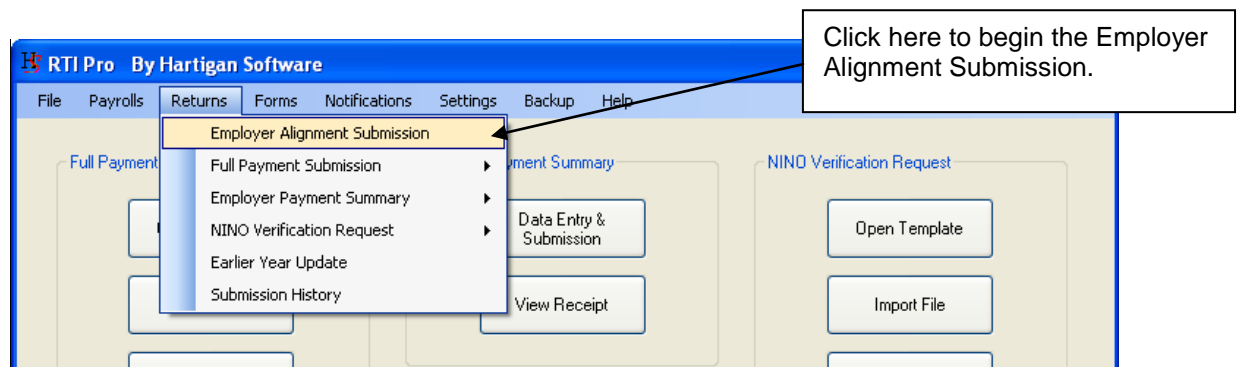 Click here to begin the Employer
Alignment Submission.
RTI Pro By Hartigan Software
File Payrolls Returns Forms Notifications Settings Backup Help
Employer Alignment Submission
Full Payment Submission
Employer Payment Summary
NINO Verification Request
Earlier Year Update
Submission History
Full Payment
yment Summary
Data Entry &
Submission
View Receipt
NINO Verification Request
Open Template
Import File